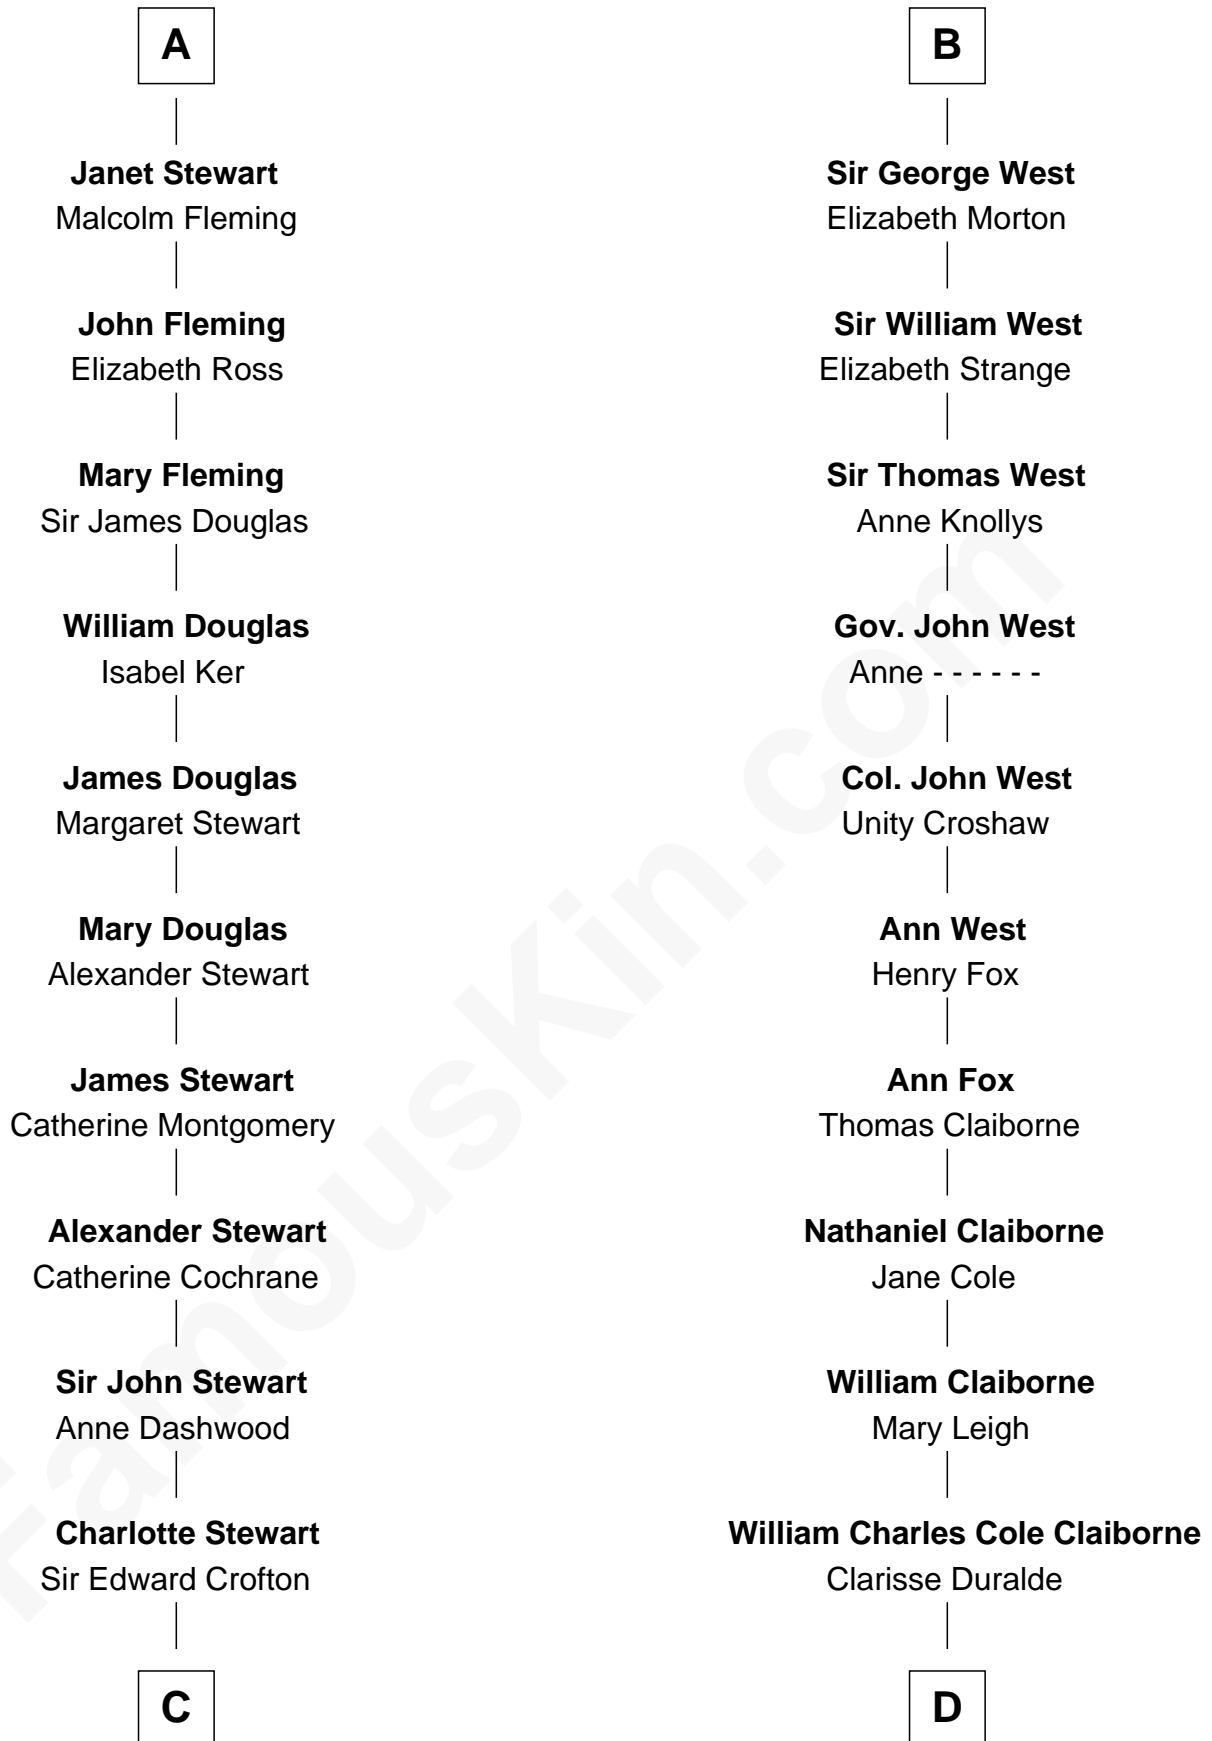 A
Janet Stewart
Malcolm Fleming
John Fleming
Elizabeth Ross
Mary Fleming
Sir James Douglas
William Douglas
Isabel Ker
James Douglas
Margaret Stewart
Mary Douglas
Alexander Stewart
James Stewart
Catherine Montgomery
Alexander Stewart
Catherine Cochrane
Sir John Stewart
Anne Dashwood
Charlotte Stewart
Sir Edward Crofton
C
B
Sir George West
Elizabeth Morton
Sir William West
Elizabeth Strange
Sir Thomas West
Anne Knollys
Gov. John West
Anne - - - - - -
Col. John West
Unity Croshaw
Ann West
Henry Fox
Ann Fox
Thomas Claiborne
Nathaniel Claiborne
Jane Cole
William Claiborne
Mary Leigh
William Charles Cole Claiborne
Clarisse Duralde
D
FamousKin.com